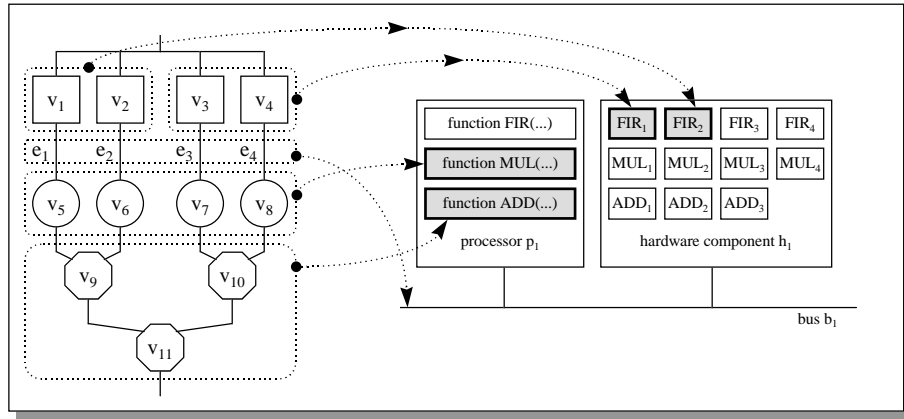 v1 v2 v3 v4
e1 e2 e3 e4
v5 v6 v7 v8
v9 v10
v11
function FIR(...)
function MUL(...)
function ADD(...)
processor p1
FIR1 FIR2 FIR3 FIR4
MUL1 MUL2 MUL3 MUL4
ADD1 ADD2 ADD3
hardware component h1
bus b1